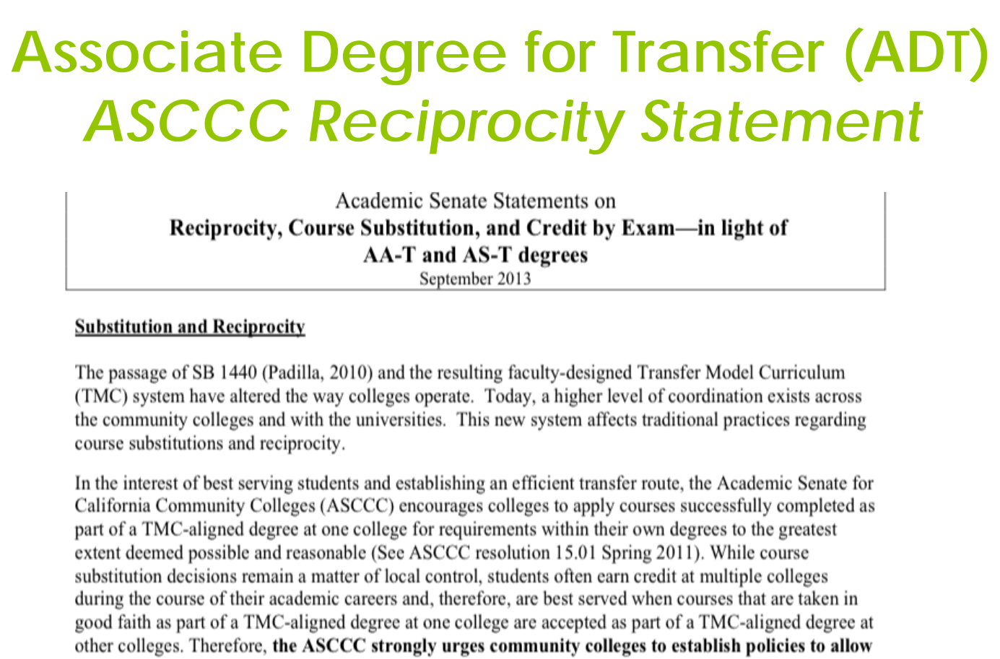 Associate Degree for Transfer (ADT)
ASCCC Reciprocity Statement
Academic Senate Statements on
Reciprocity, Course Substitution, and Credit by Exam—in light of
AA-T and AS-T degrees
September 2013
Substitution and Reciprocity
The passage of SB 1440 (Padilla, 2010) and the resulting faculty-designed Transfer Model Curriculum
(TMC) system have altered the way colleges operate.  Today, a higher level of coordination exists across
the community colleges and with the universities.  This new system affects traditional practices regarding
course substitutions and reciprocity.
In the interest of best serving students and establishing an efficient transfer route, the Academic Senate for
California Community Colleges (ASCCC) encourages colleges to apply courses successfully completed as
part of a TMC-aligned degree at one college for requirements within their own degrees to the greatest
extent deemed possible and reasonable (See ASCCC resolution 15.01 Spring 2011). While course
substitution decisions remain a matter of local control, students often earn credit at multiple colleges
during the course of their academic careers and, therefore, are best served when courses that are taken in
good faith as part of a TMC-aligned degree at one college are accepted as part of a TMC-aligned degree at
other colleges. Therefore, the ASCCC strongly urges community colleges to establish policies to allow